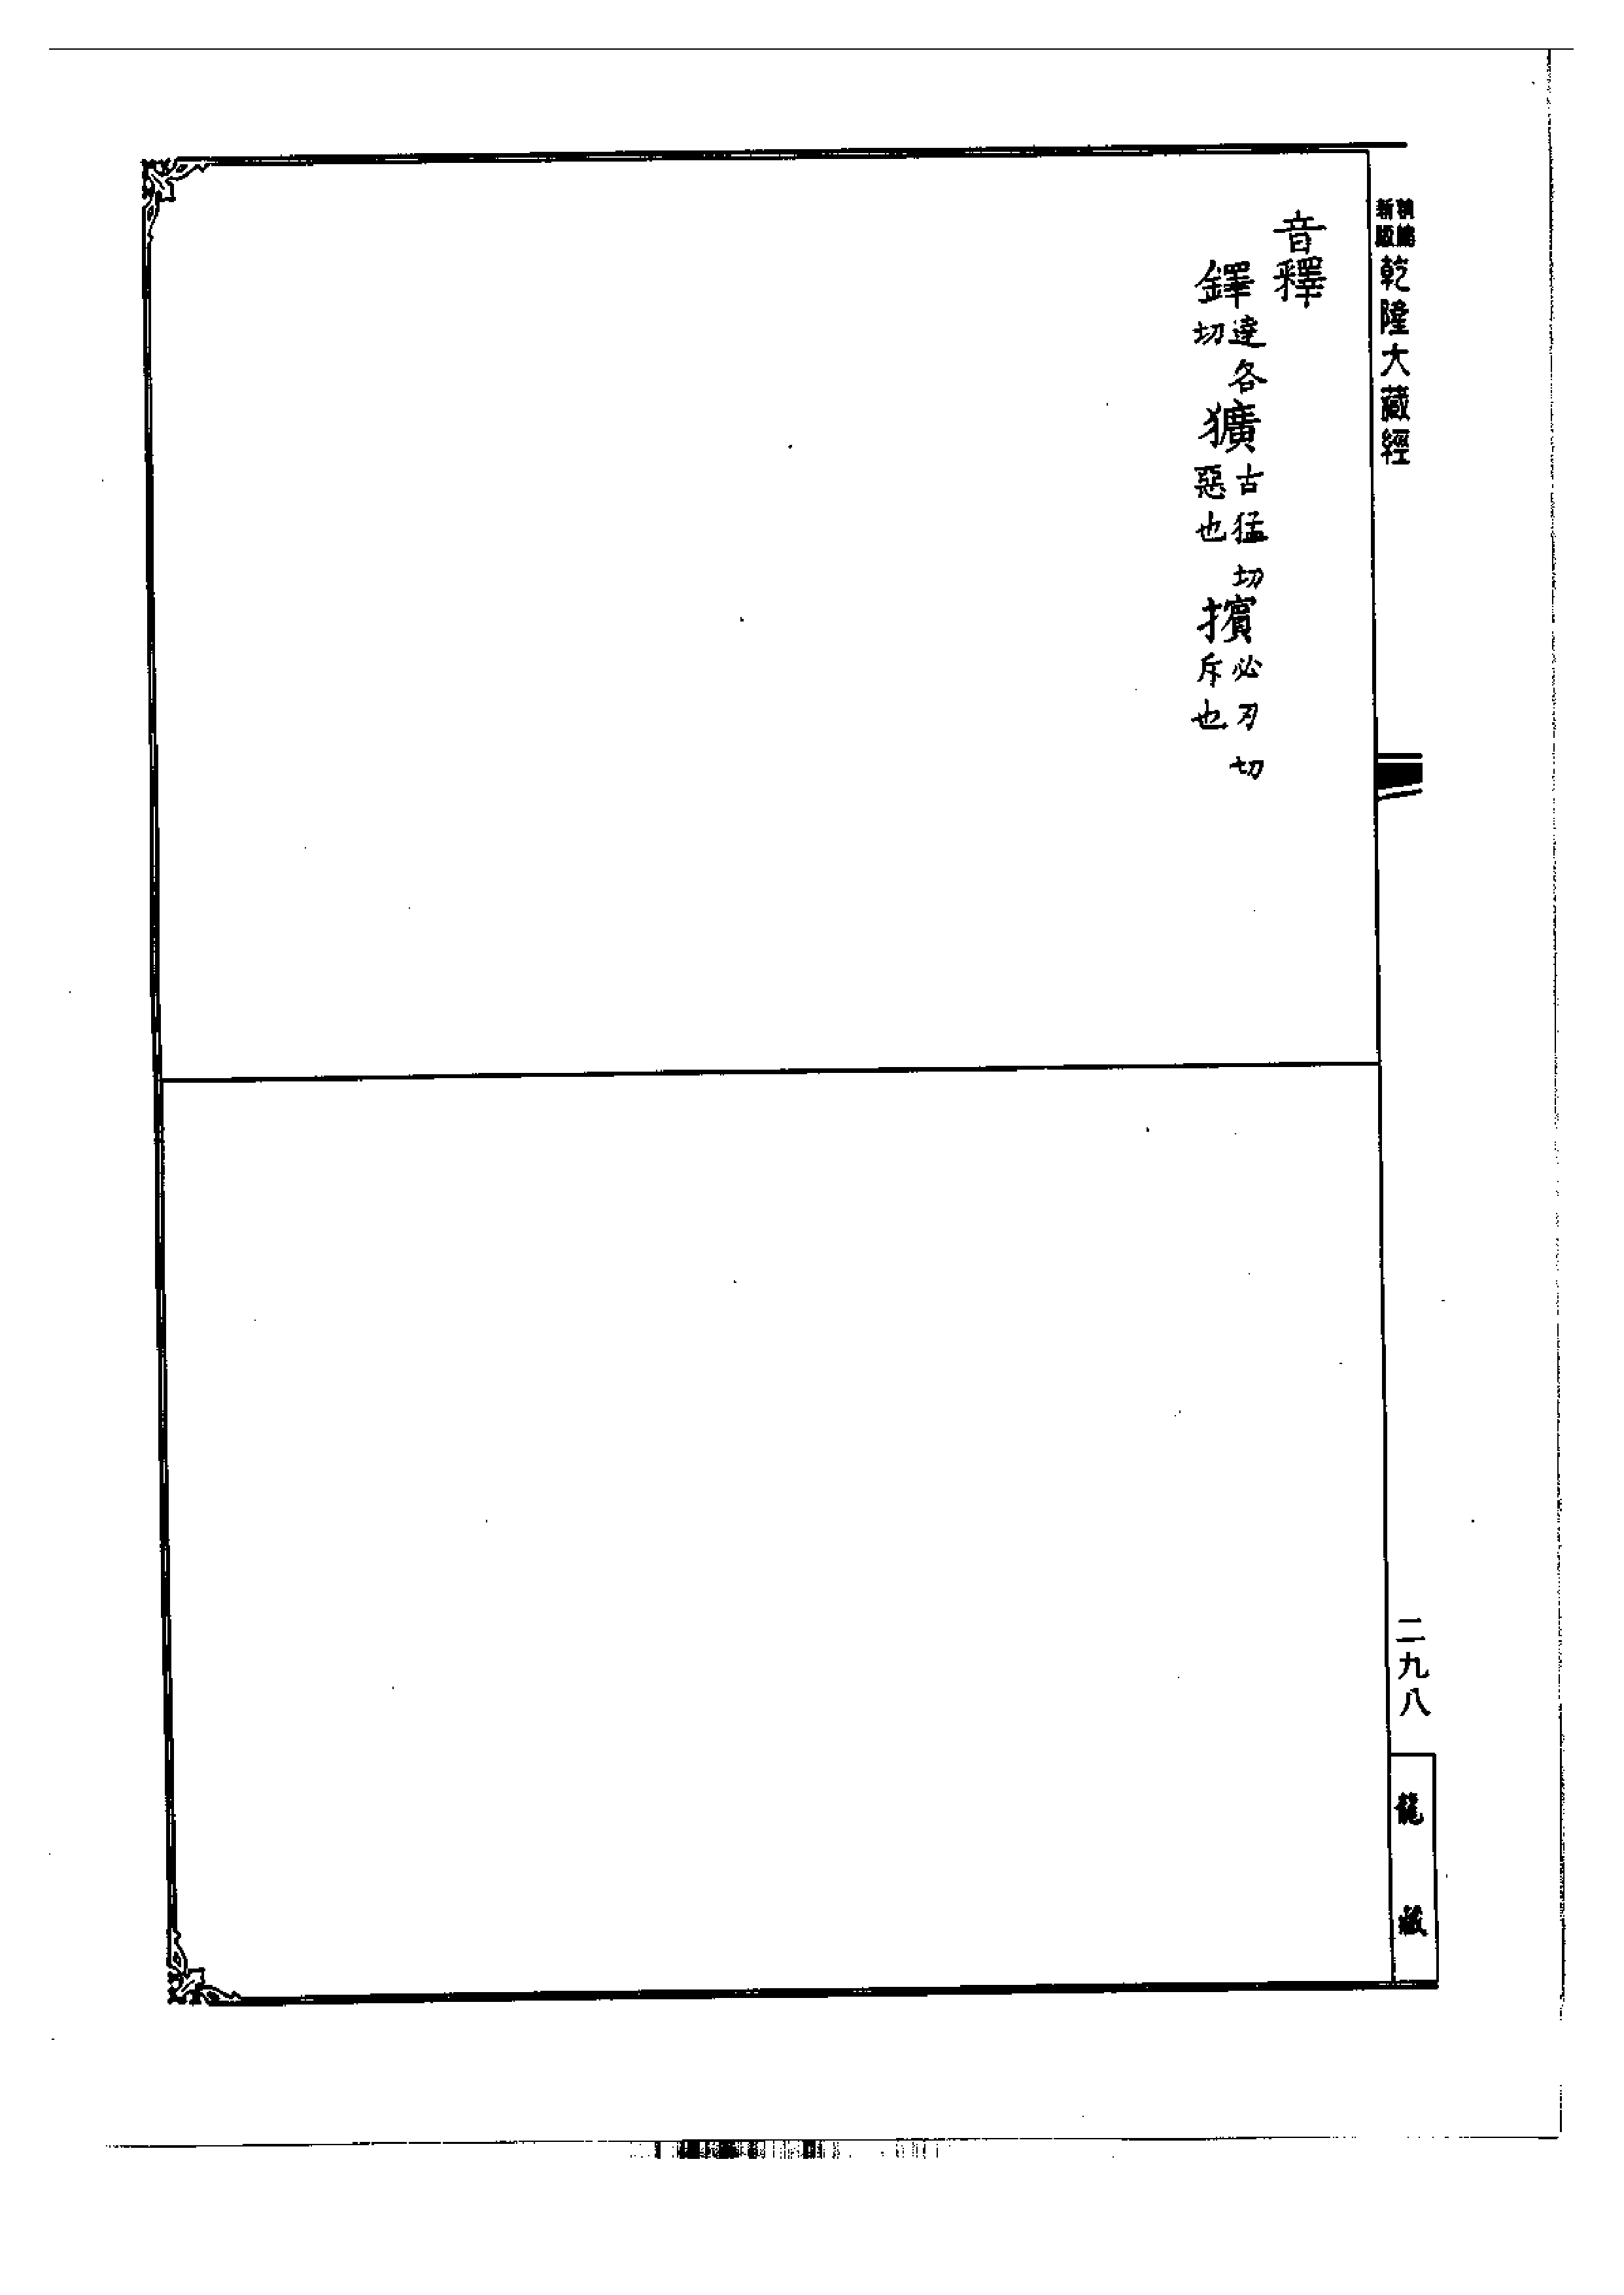 精縮
新版
乾隆大藏經
音釋
鐸達各切獷古猛切惡也擯必刃切斥也
二九八
龍藏